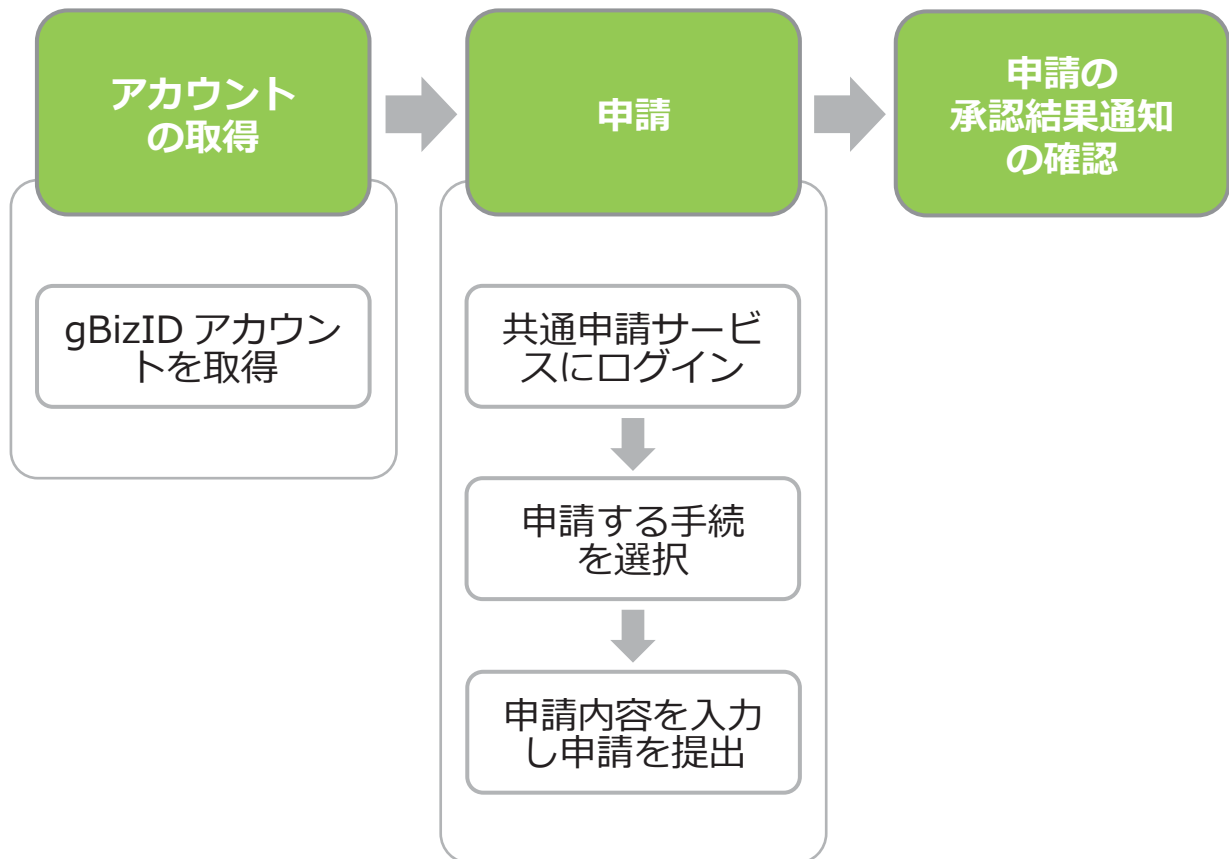 アカウント
の取得
gBizID アカウン
トを取得
申請
共通申請サービ
スにログイン
申請する手続
を選択
申請内容を入力
し申請を提出
申請の
承認結果通知
の確認